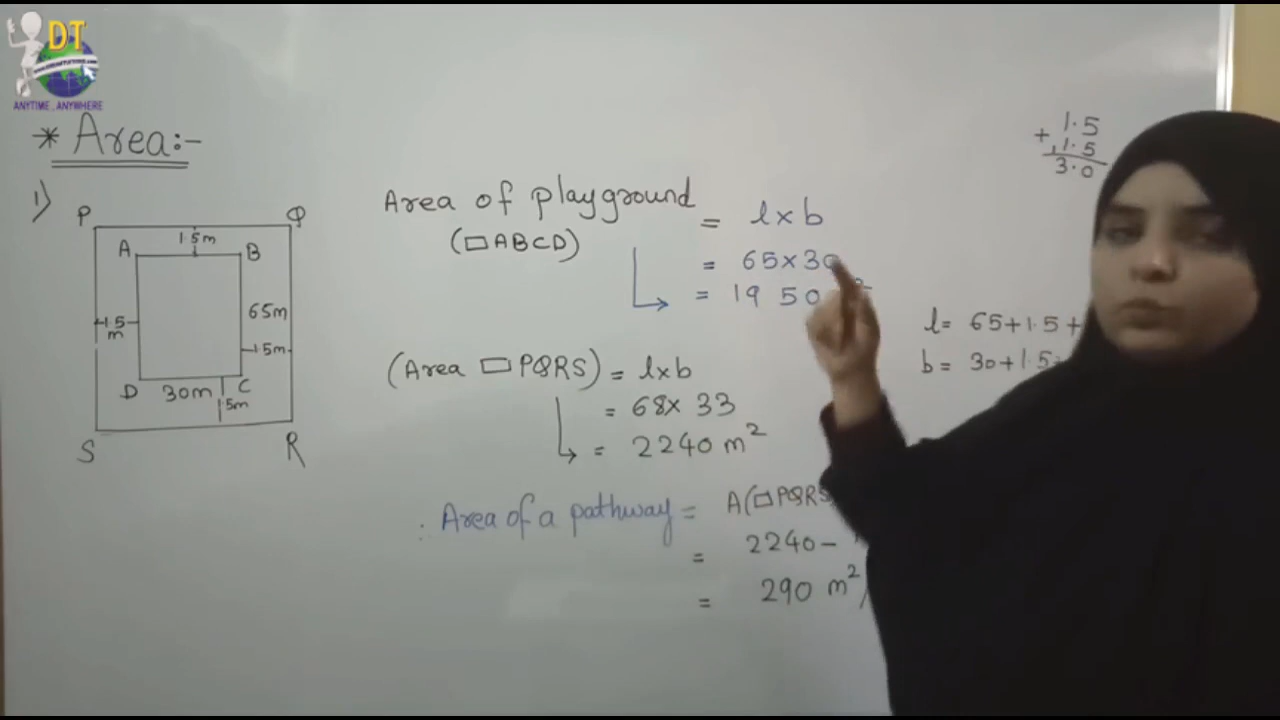 DT
ANYTIME, ANYWHERE
* Area:-
1)
P Q
1.5m
A B
65m
1.5
m
1.5m
D 30m C
1.5m
S R
Area of playground = l×b
(□ABCD)
= 65×30
= 1950
(Area □PQRS) = l×b
= 68×33
= 2240 m²
: Area of a pathway = A(□PQRS
= 2240-
= 290 m²
+ 1.5
1.5
3.0
l= 65+1.5+
b= 30+1.5+